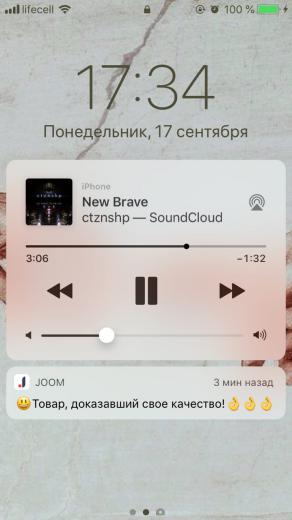 lifecell 100 %
17:34
Понедельник, 17 сентября
iPhone
New Brave
ctznshp — SoundCloud
3:06 −1:32
JOOM 3 мин назад
😃Товар, доказавший свое качество!👌👌👌